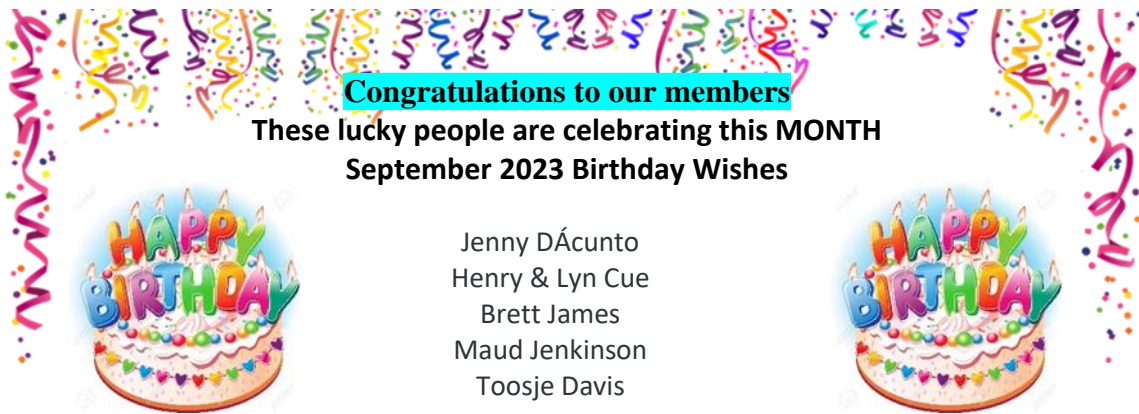 Congratulations to our members
These lucky people are celebrating this MONTH
September 2023 Birthday Wishes
HAPPY
BIRTHDAY
HAPPY
BIRTHDAY
Jenny DÁcunto
Henry & Lyn Cue
Brett James
Maud Jenkinson
Toosje Davis